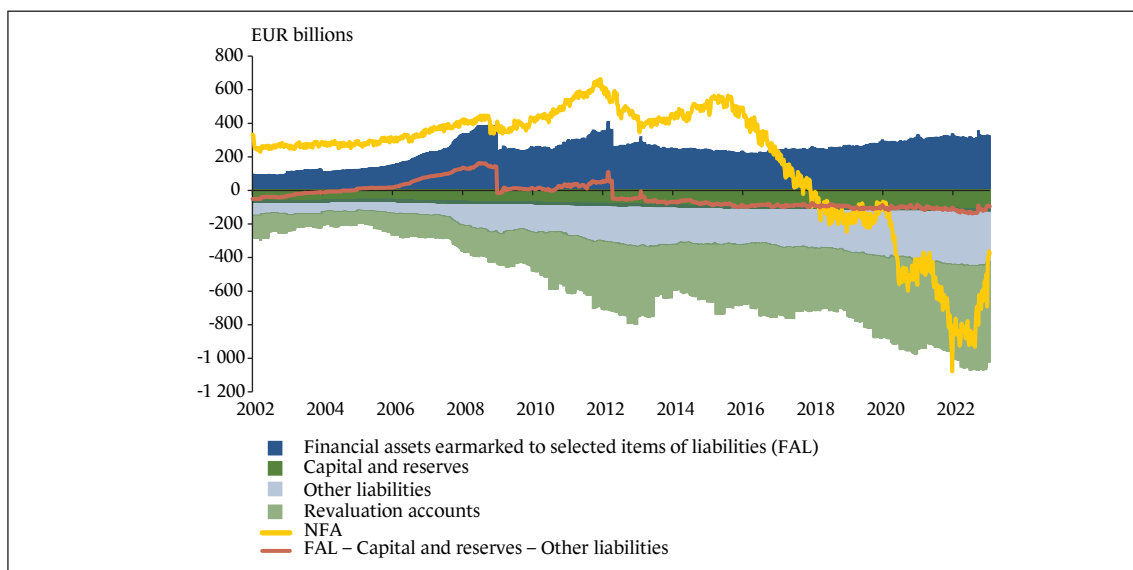 EUR billions
800
600
400
200
0
-200
-400
-600
-800
-1 000
-1 200
2002 2004 2006 2008 2010 2012 2014 2016 2018 2020 2022
Financial assets earmarked to selected items of liabilities (FAL)
Capital and reserves
Other liabilities
Revaluation accounts
NFA
FAL – Capital and reserves – Other liabilities